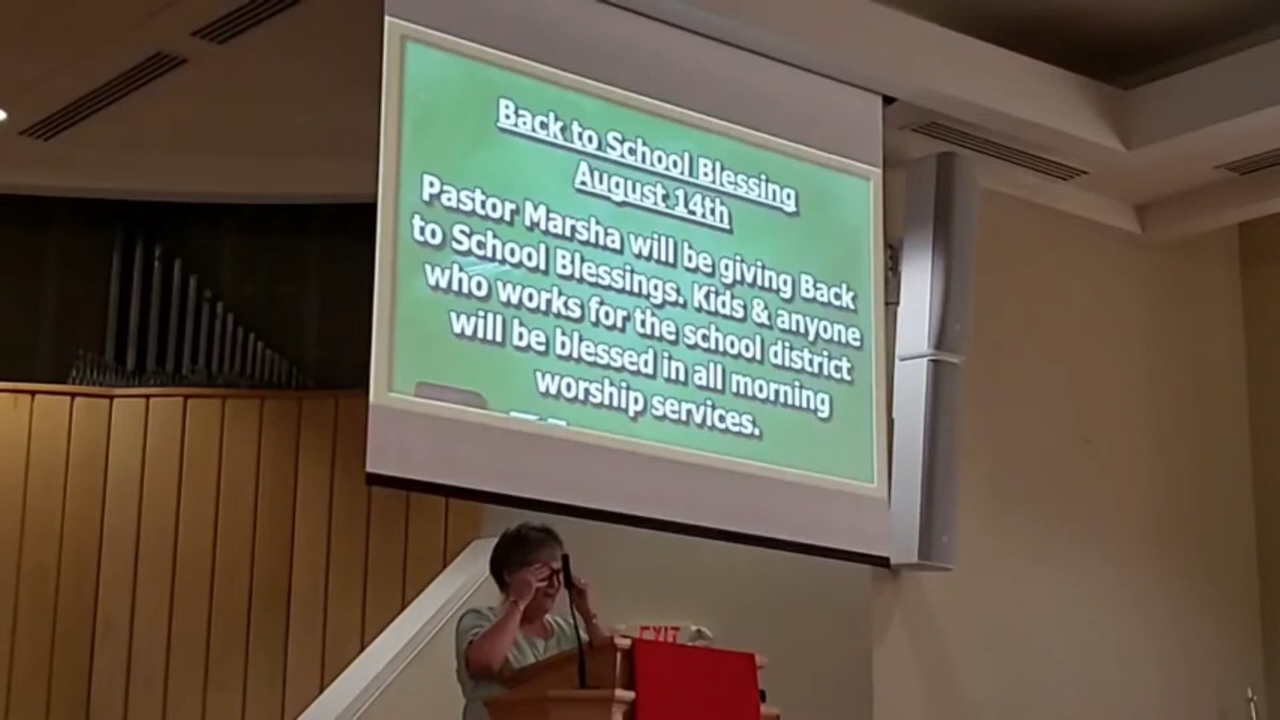 Back to School Blessing
August 14th
Pastor Marsha will be giving Back
to School Blessings. Kids & anyone
who works for the school district
will be blessed in all morning
worship services.
EXIT